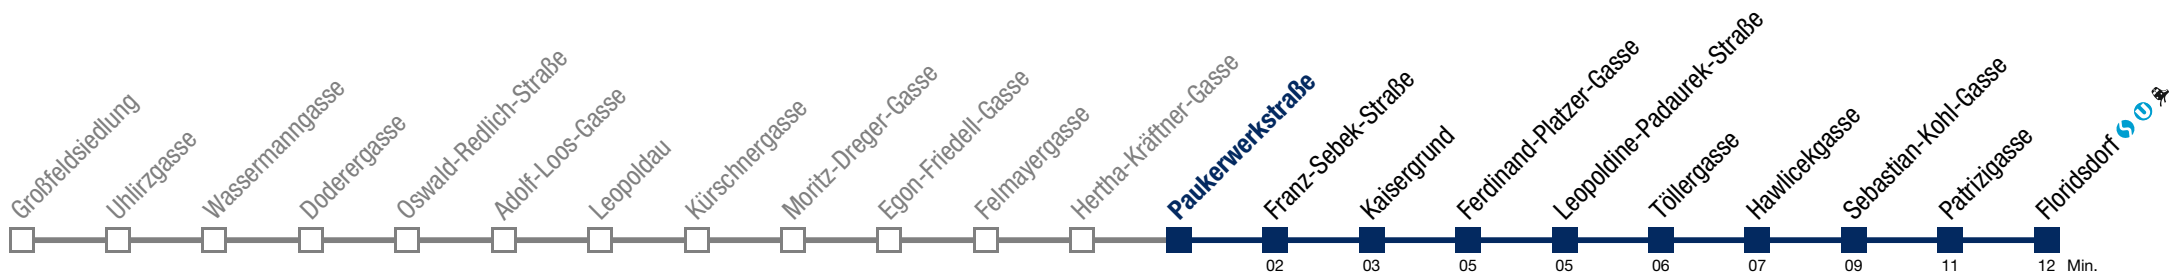 Großfeldsiedlung
Uhlirzgasse
Wassermanngasse
Doderergasse
Oswald-Redlich-Straße
Adolf-Loos-Gasse
Leopoldau
Kürschnergasse
Moritz-Dreger-Gasse
Egon-Friedell-Gasse
Felmayergasse
Hertha-Kräftner-Gasse
Paukerwerkstraße
Franz-Sebek-Straße
Kaisergrund
Ferdinand-Platzer-Gasse
Leopoldine-Padaurek-Straße
Töllergasse
Hawlicekgasse
Sebastian-Kohl-Gasse
Patrizigasse
Floridsdorf S U
02 03 05 05 06 07 09 11 12 Min.